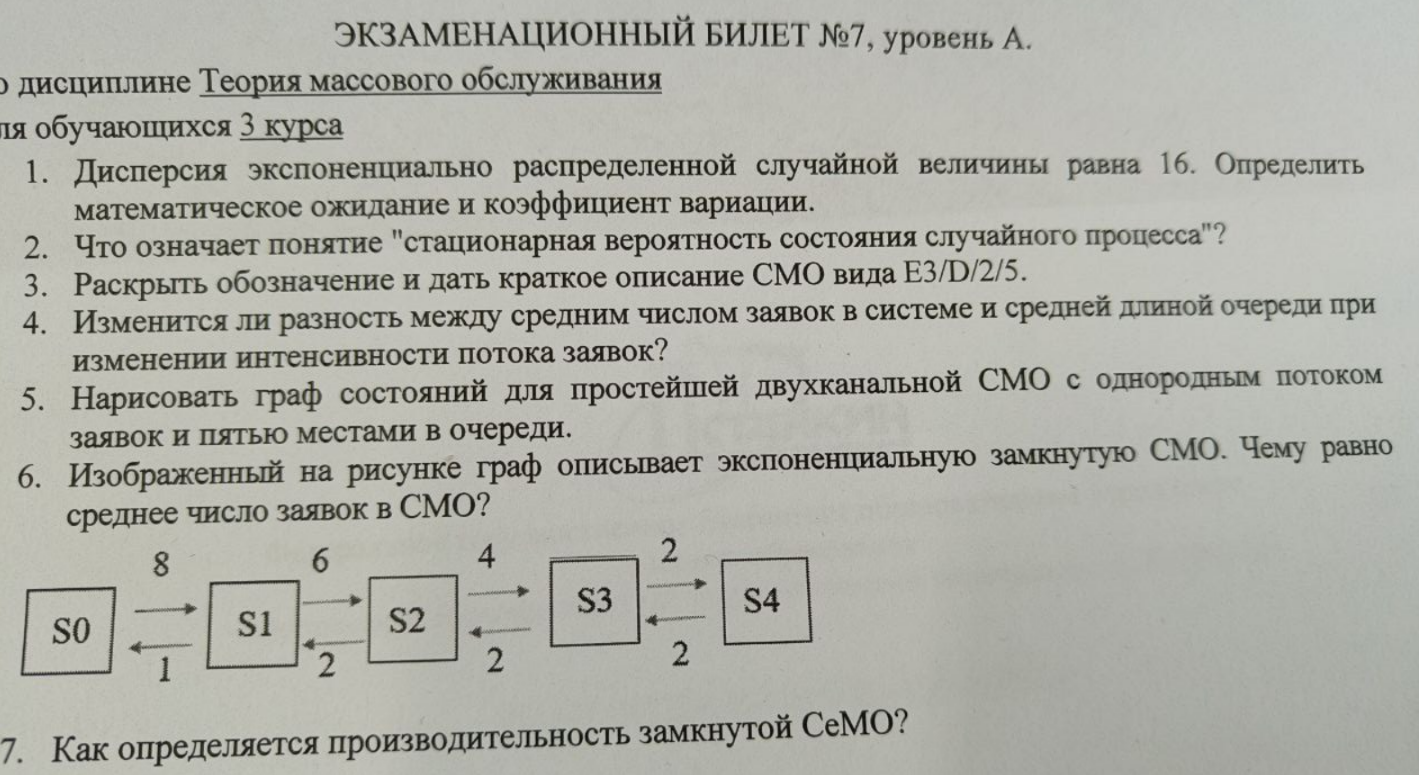 ЭКЗАМЕНАЦИОННЫЙ БИЛЕТ №7, уровень А.
о дисциплине Теория массового обслуживания
ля обучающихся 3 курса
1. Дисперсия экспоненциально распределенной случайной величины равна 16. Определить
математическое ожидание и коэффициент вариации.
2. Что означает понятие "стационарная вероятность состояния случайного процесса"?
3. Раскрыть обозначение и дать краткое описание СМО вида E3/D/2/5.
4. Изменится ли разность между средним числом заявок в системе и средней длиной очереди при
изменении интенсивности потока заявок?
5. Нарисовать граф состояний для простейшей двухканальной СМО с однородным потоком
заявок и пятью местами в очереди.
6. Изображенный на рисунке граф описывает экспоненциальную замкнутую СМО. Чему равно
среднее число заявок в СМО?
8 6 4 2
S0 S1 S2 S3 S4
1 2 2 2
7. Как определяется производительность замкнутой СеМО?